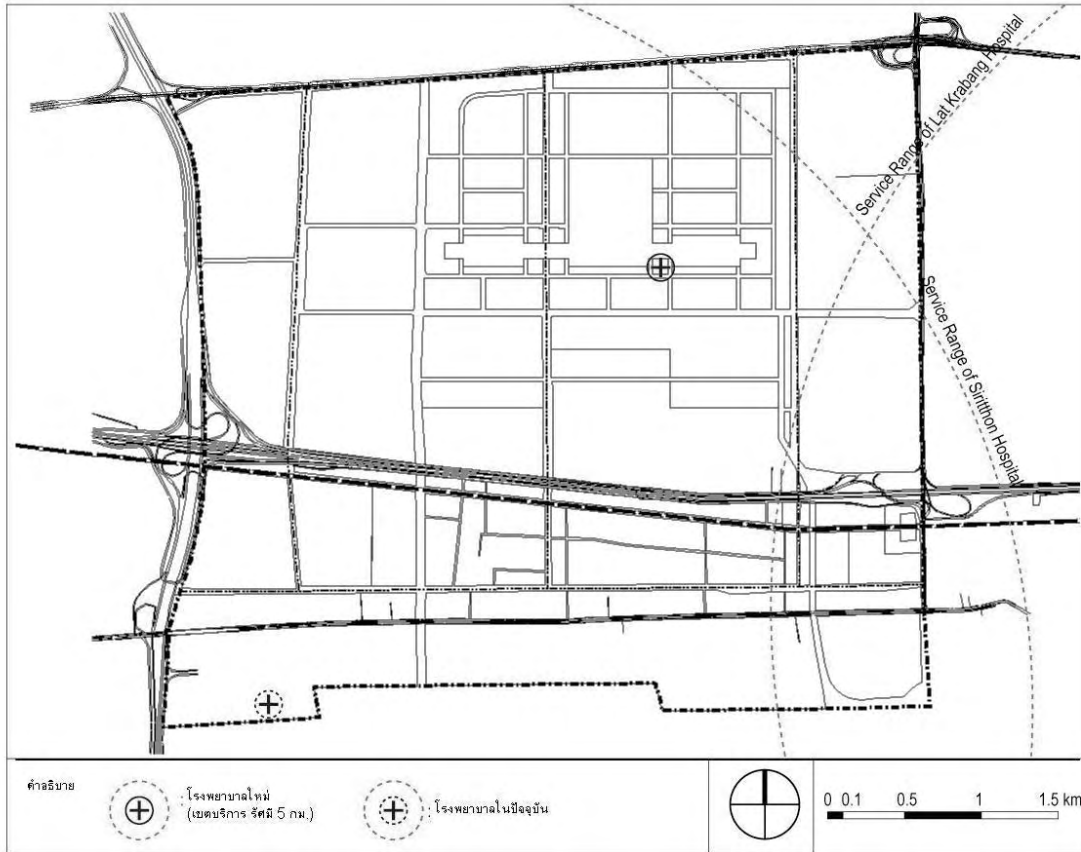 Service Range of Lat Krabang Hospital
Service Range of Siritthon Hospital
คำอธิบาย
: โรงพยาบาลใหม่
(เขตบริการ รัศมี 5 กม.)
: โรงพยาบาลในปัจจุบัน
0 0.1 0.5 1 1.5 km